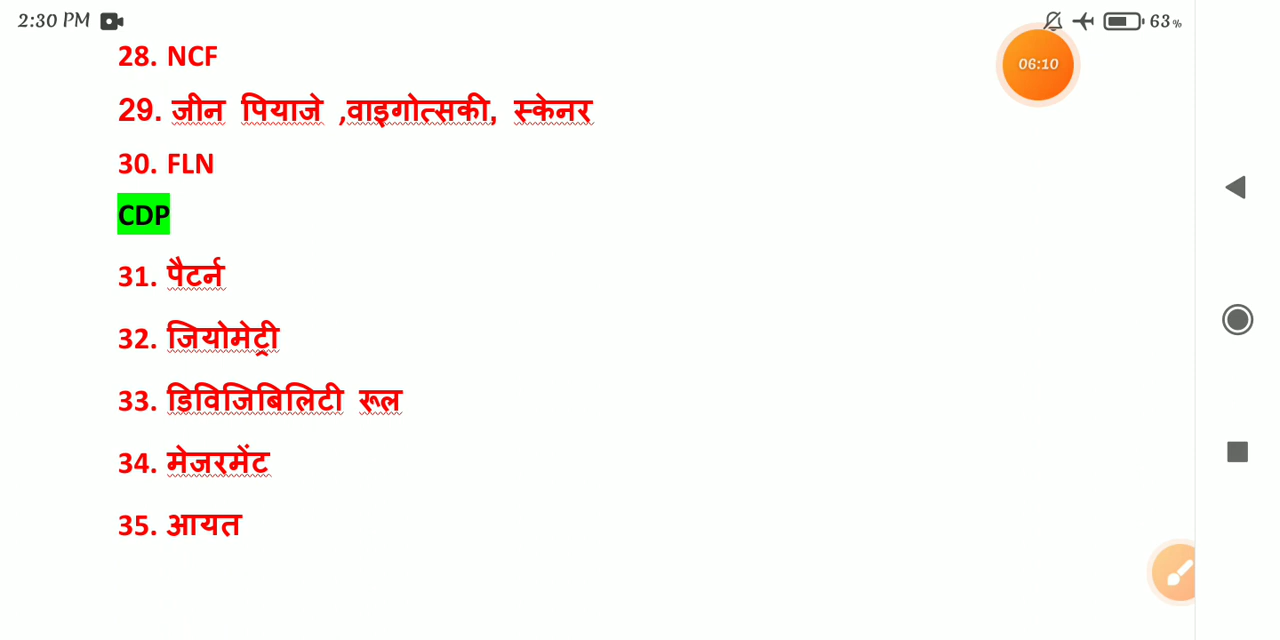 2:30 PM
63%
06:10
28. NCF
29. जीन पियाजे ,वाइगोत्सकी, स्केनर
30. FLN
CDP
31. पैटर्न
32. जियोमेट्री
33. डिविजिबिलिटी रूल
34. मेजरमेंट
35. आयत